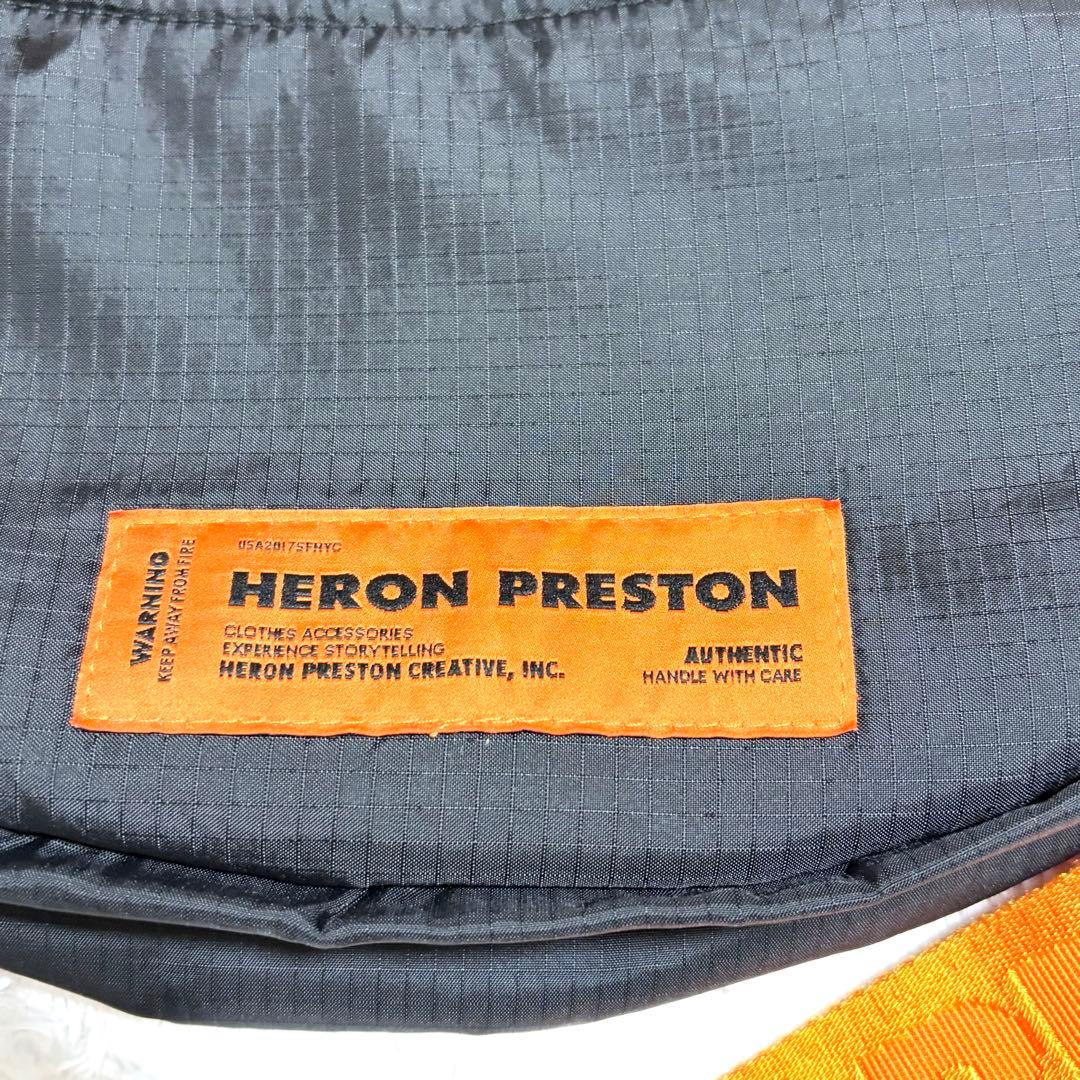 WARNING
KEEP AWAY FROM FIRE
USA2017SFNYC
HERON PRESTON
CLOTHES ACCESSORIES
EXPERIENCE STORYTELLING
HERON PRESTON CREATIVE, INC.
AUTHENTIC
HANDLE WITH CARE